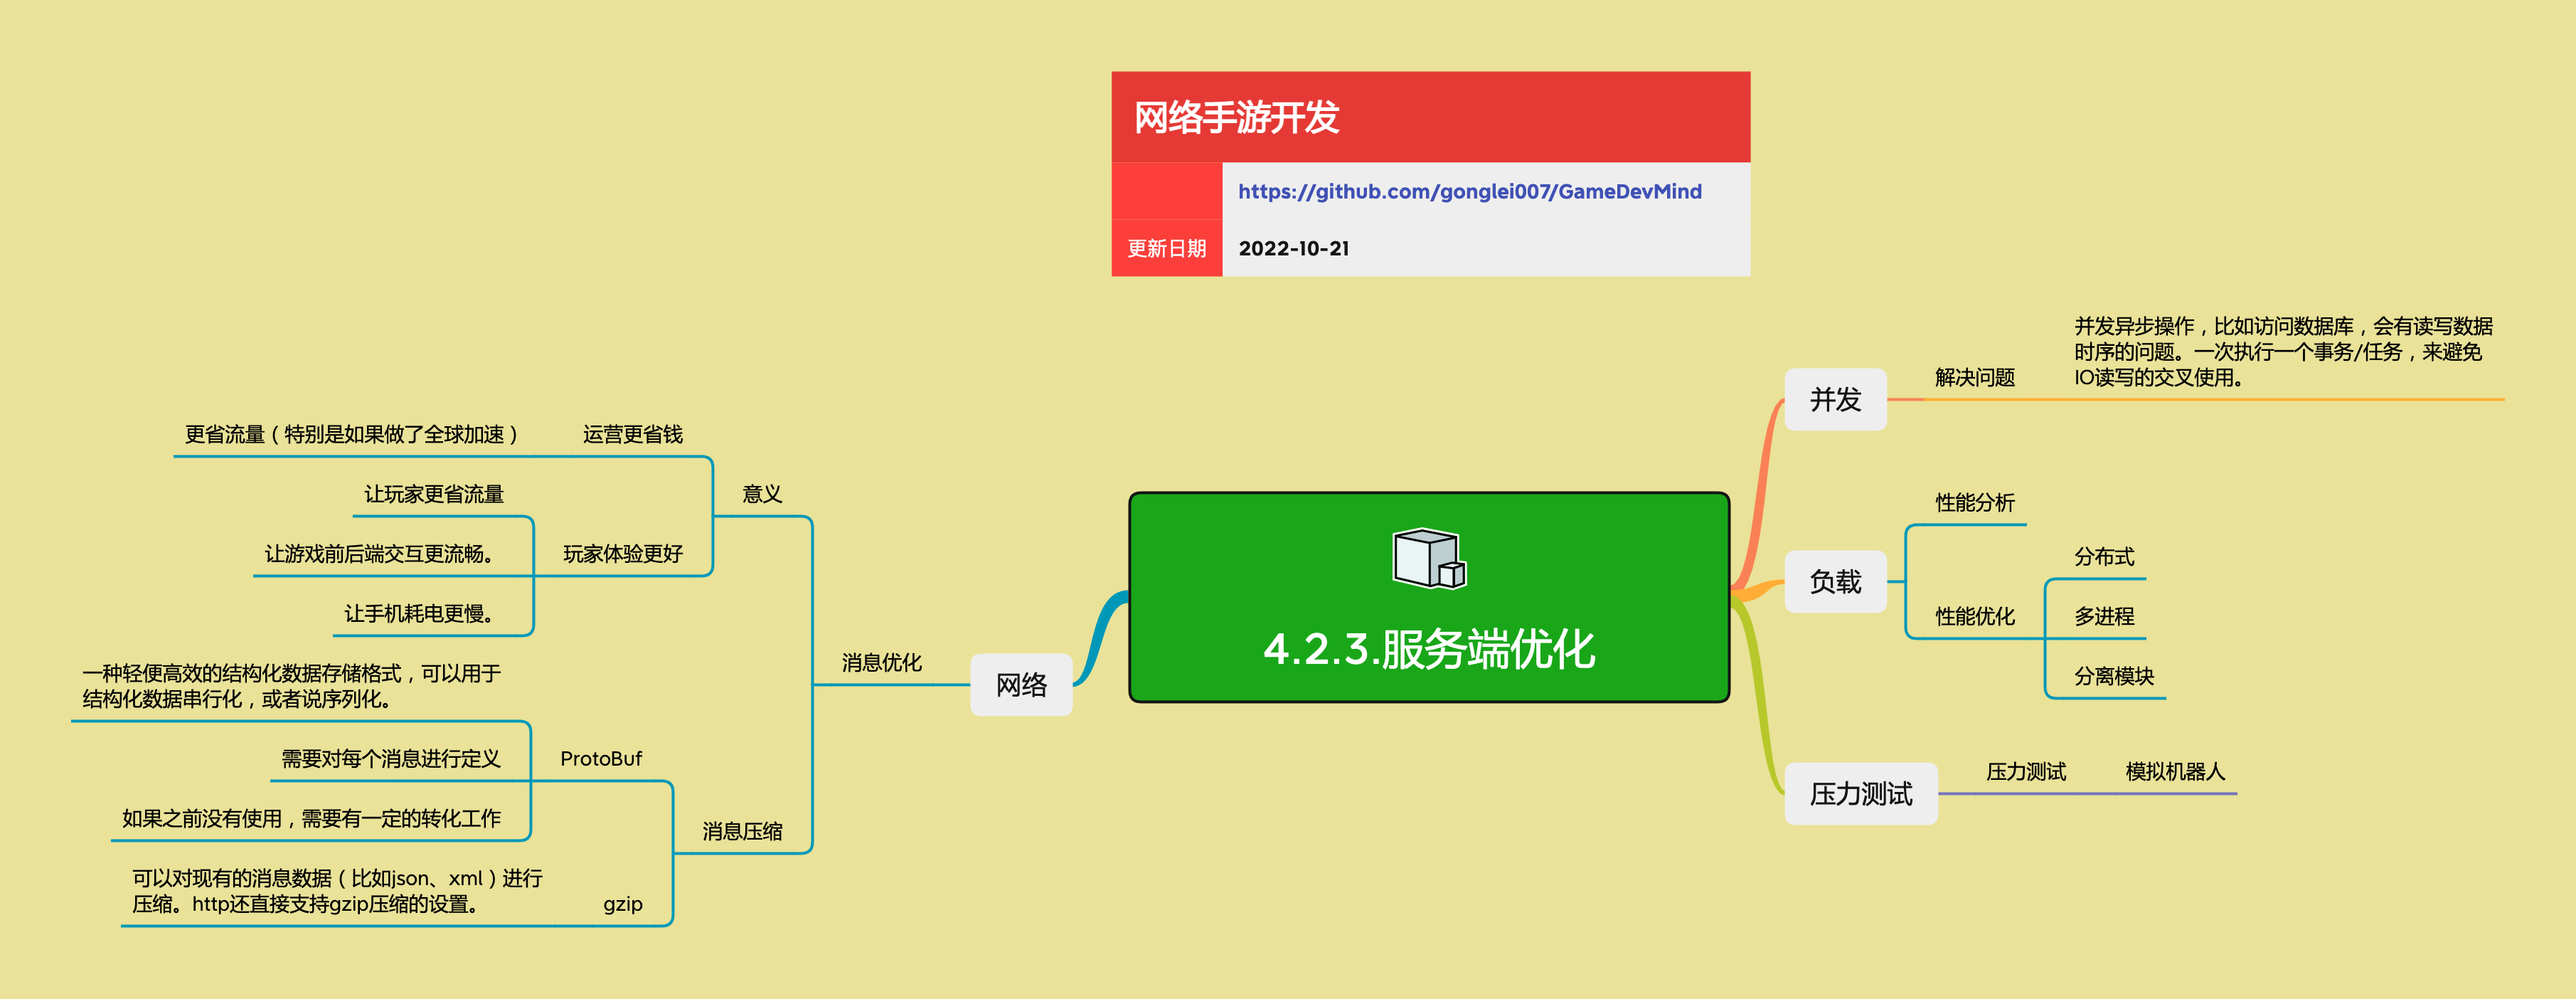 网络手游开发
https://github.com/gonglei007/GameDevMind
更新日期
2022-10-21
4.2.3.服务端优化
并发
解决问题
并发异步操作，比如访问数据库，会有读写数据
时序的问题。一次执行一个事务/任务，来避免
IO读写的交叉使用。
负载
性能分析
性能优化
分布式
多进程
分离模块
压力测试
压力测试
模拟机器人
网络
消息优化
意义
运营更省钱
更省流量（特别是如果做了全球加速）
玩家体验更好
让玩家更省流量
让游戏前后端交互更流畅。
让手机耗电更慢。
消息压缩
ProtoBuf
一种轻便高效的结构化数据存储格式，可以用于
结构化数据串行化，或者说序列化。
需要对每个消息进行定义
如果之前没有使用，需要有一定的转化工作
gzip
可以对现有的消息数据（比如json、xml）进行
压缩。http还直接支持gzip压缩的设置。